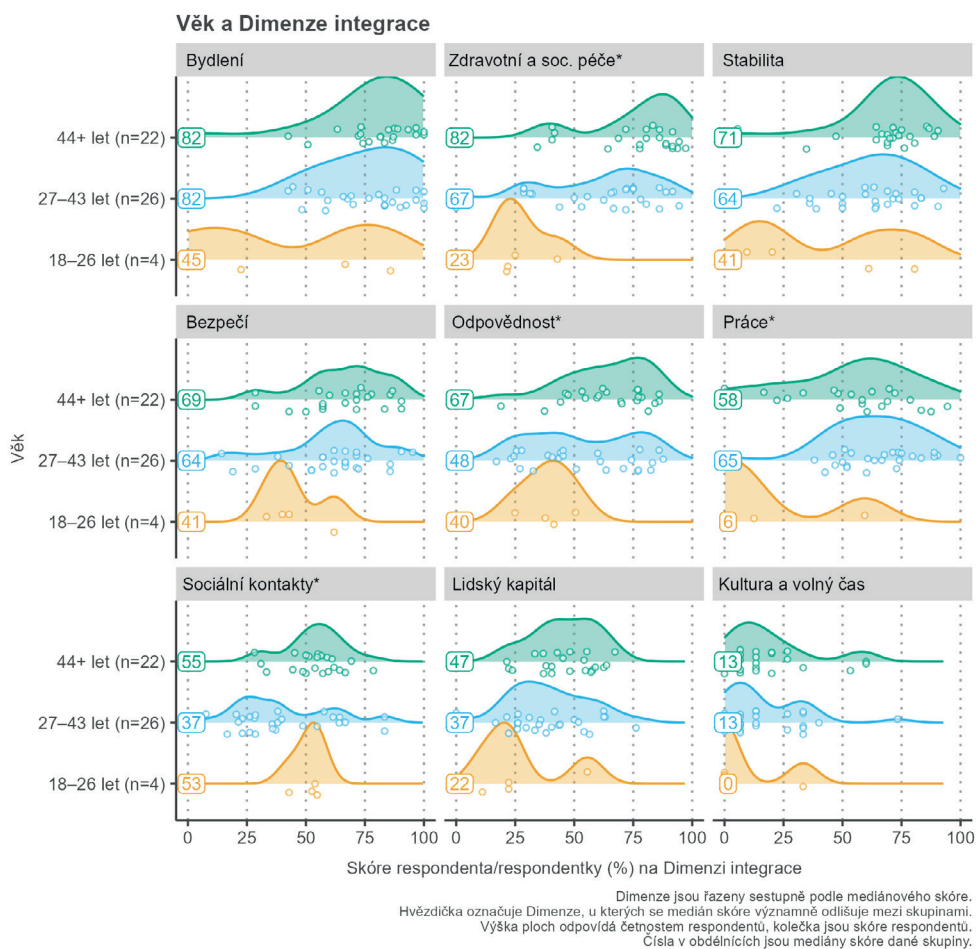 Věk a Dimenze integrace
Bydlení
Zdravotní a soc. péče*
Stabilita
44+ let (n=22)
82
82
71
27–43 let (n=26)
82
67
64
18–26 let (n=4)
45
23
41
Bezpečí
Odpovědnost*
Práce*
44+ let (n=22)
69
67
58
27–43 let (n=26)
64
48
65
18–26 let (n=4)
41
40
6
Věk
Sociální kontakty*
Lidský kapitál
Kultura a volný čas
44+ let (n=22)
55
47
13
27–43 let (n=26)
37
37
13
18–26 let (n=4)
53
22
0
0 25 50 75 100
0 25 50 75 100
0 25 50 75 100
Skóre respondenta/respondentky (%) na Dimenzi integrace
Dimenze jsou řazeny sestupně podle mediánového skóre.
Hvězdička označuje Dimenze, u kterých se medián skóre významně odlišuje mezi skupinami.
Výška ploch odpovídá četnostem respondentů, kolečka jsou skóre respondentů.
Čísla v obdélnících jsou mediány skóre dané skupiny.